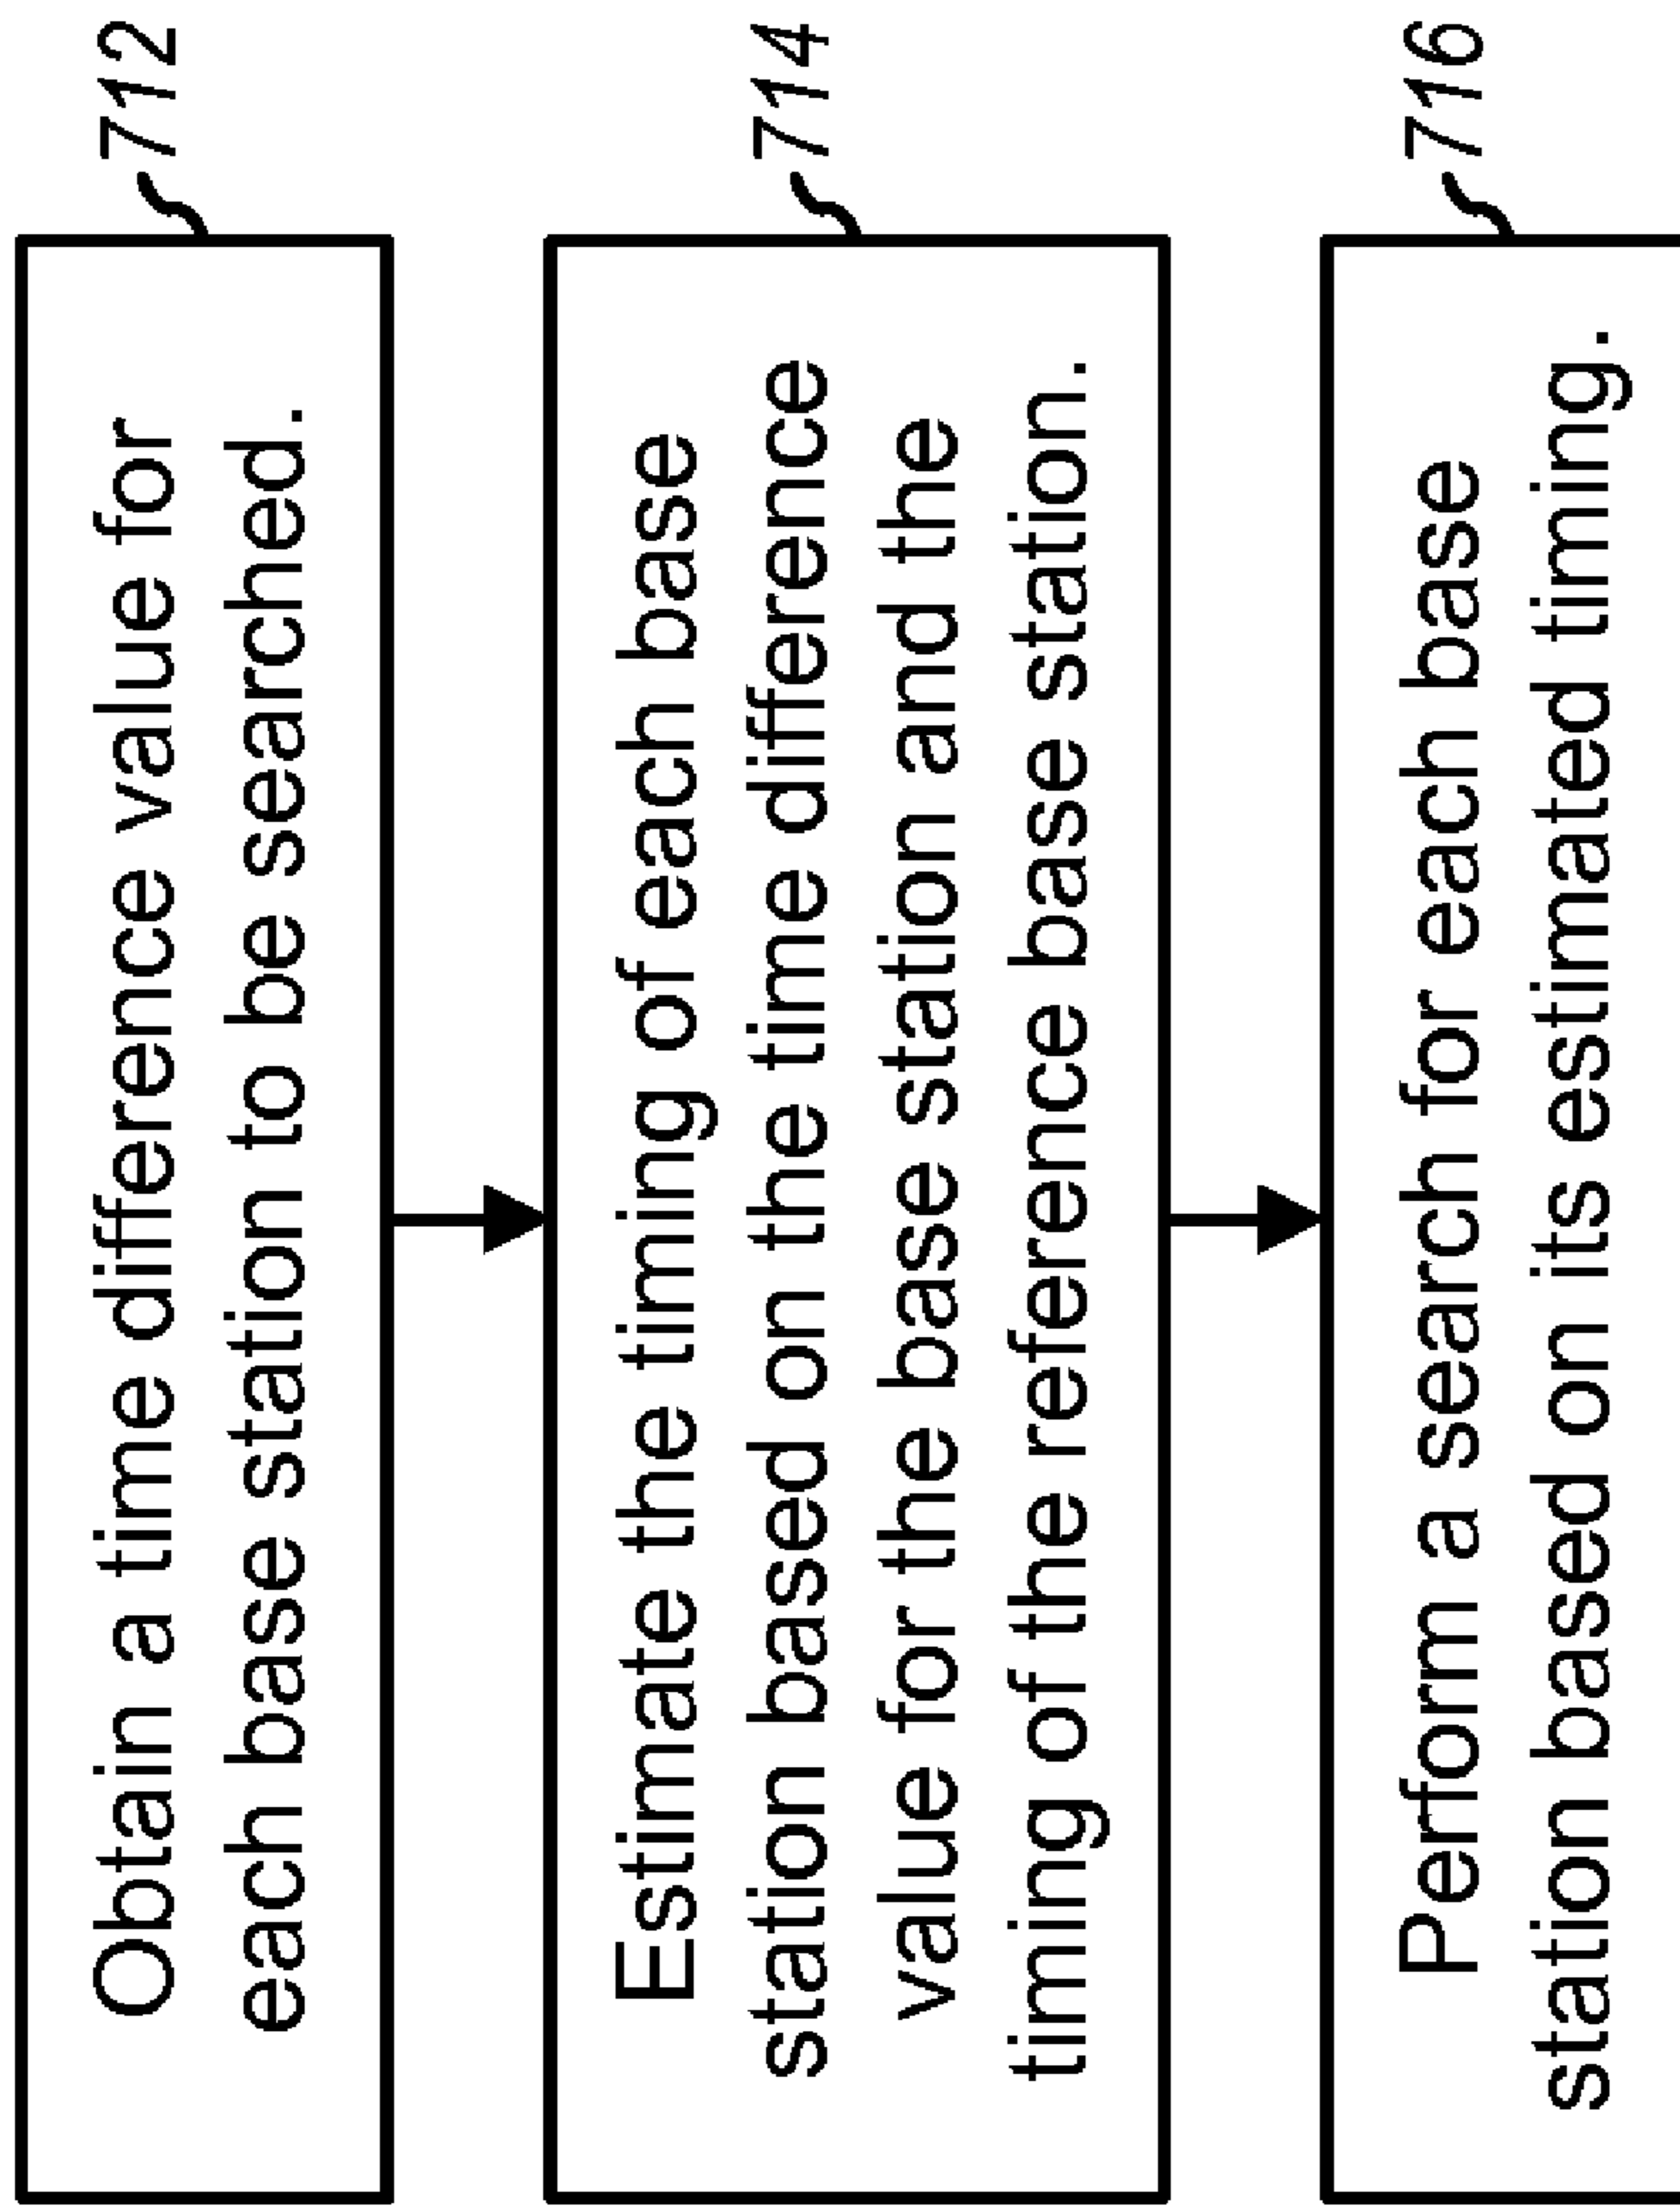 Obtain a time difference value for
each base station to be searched.
712
Estimate the timing of each base
station based on the time difference
value for the base station and the
timing of the reference base station.
714
Perform a search for each base
station based on its estimated timing.
716